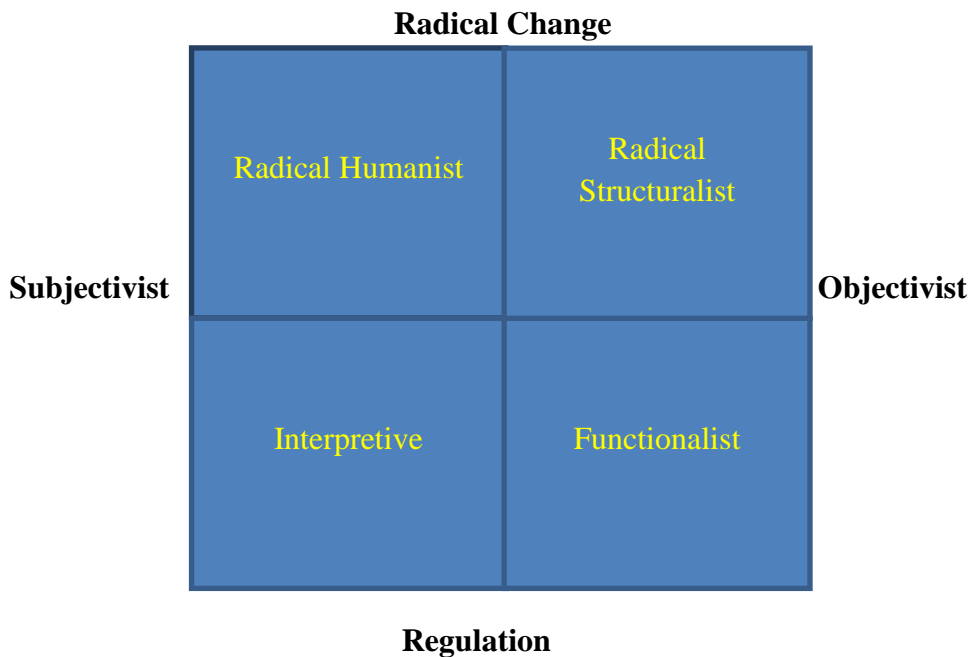 Radical Change
Radical Humanist
Radical
Structuralist
Subjectivist
Objectivist
Interpretive
Functionalist
Regulation